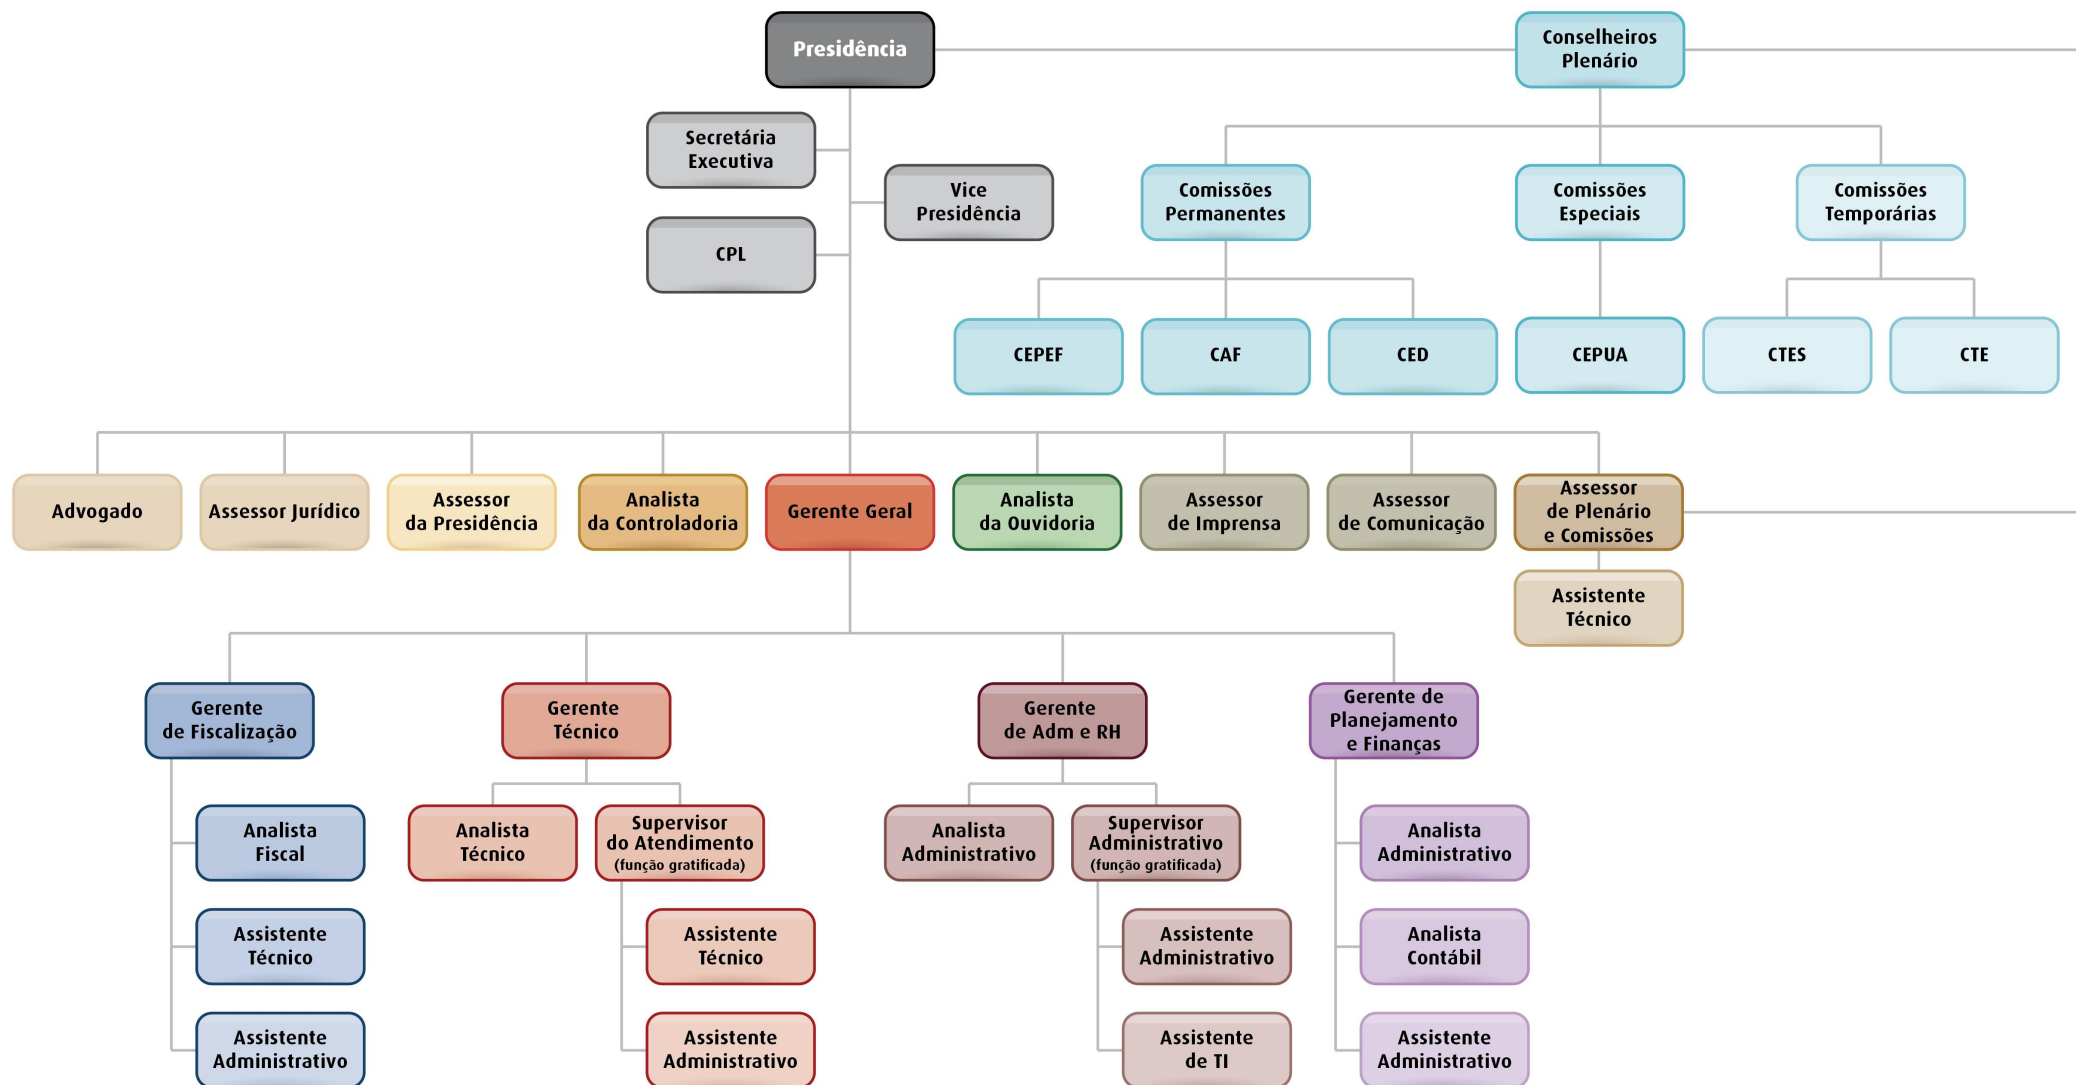 Presidência
Conselheiros
Plenário
Secretária
Executiva
Vice
Presidência
CPL
Comissões
Permanentes
Comissões
Especiais
Comissões
Temporárias
CEPEF
CAF
CED
CEPUA
CTES
CTE
Advogado
Assessor Jurídico
Assessor
da Presidência
Analista
da Controladoria
Gerente Geral
Analista
da Ouvidoria
Assessor
de Imprensa
Assessor
de Comunicação
Assessor
de Plenário
e Comissões
Assistente
Técnico
Gerente
de Fiscalização
Gerente
Técnico
Gerente
de Adm e RH
Gerente de
Planejamento
e Finanças
Analista
Fiscal
Assistente
Técnico
Assistente
Administrativo
Analista
Técnico
Supervisor
do Atendimento
(função gratificada)
Assistente
Técnico
Assistente
Administrativo
Analista
Administrativo
Supervisor
Administrativo
(função gratificada)
Assistente
Administrativo
Assistente
de TI
Analista
Administrativo
Analista
Contábil
Assistente
Administrativo